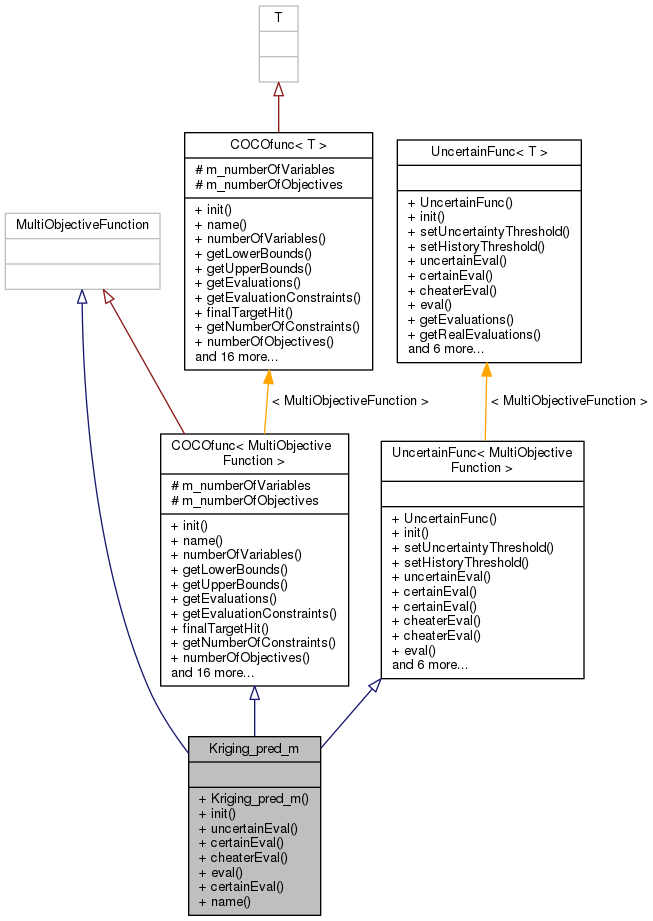 T
COCOfunc< T >
# m_numberOfVariables
# m_numberOfObjectives
+ init()
+ name()
+ numberOfVariables()
+ getLowerBounds()
+ getUpperBounds()
+ getEvaluations()
+ getEvaluationConstraints()
+ finalTargetHit()
+ getNumberOfConstraints()
+ numberOfObjectives()
and 16 more...
UncertainFunc< T >
+ UncertainFunc()
+ init()
+ setUncertaintyThreshold()
+ setHistoryThreshold()
+ uncertainEval()
+ certainEval()
+ cheaterEval()
+ eval()
+ getEvaluations()
+ getRealEvaluations()
and 6 more...
MultiObjectiveFunction
< MultiObjectiveFunction >
< MultiObjectiveFunction >
COCOfunc< MultiObjective
Function >
# m_numberOfVariables
# m_numberOfObjectives
+ init()
+ name()
+ numberOfVariables()
+ getLowerBounds()
+ getUpperBounds()
+ getEvaluations()
+ getEvaluationConstraints()
+ finalTargetHit()
+ getNumberOfConstraints()
+ numberOfObjectives()
and 16 more...
UncertainFunc< MultiObjective
Function >
+ UncertainFunc()
+ init()
+ setUncertaintyThreshold()
+ setHistoryThreshold()
+ uncertainEval()
+ certainEval()
+ certainEval()
+ cheaterEval()
+ cheaterEval()
+ eval()
and 6 more...
Kriging_pred_m
+ Kriging_pred_m()
+ init()
+ uncertainEval()
+ certainEval()
+ cheaterEval()
+ eval()
+ certainEval()
+ name()